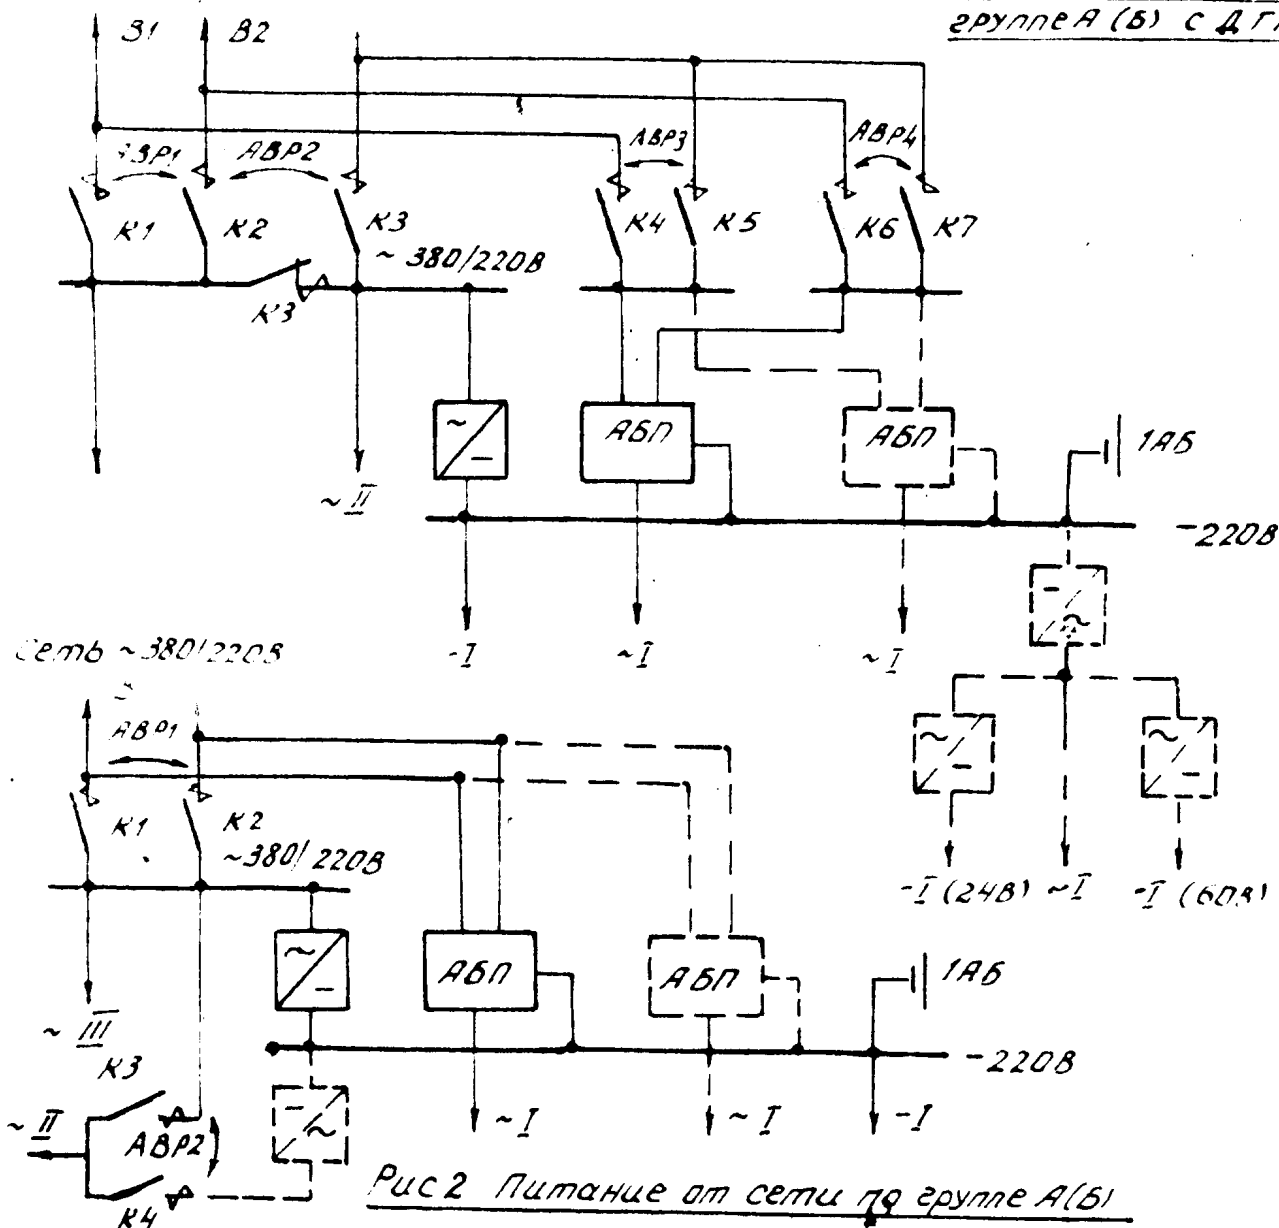 группе А (Б) с ДГ
В1 В2
АВР1 АВР2 АВР3 АВР4
К1 К2 К3 К4 К5 К6 К7
~ 380/220В
К3
~ -
АБП АБП 1АБ
~ II
-220В
- ~
-I ~I ~I
Сеть ~380/220В
АВР1
~ - ~ -
К1 К2
~380/220В
-I (24В) ~I -I (60В)
~ -
АБП АБП 1АБ
~ III
К3
-220В
- ~
~ II
АВР2
~I ~I -I
К4
Рис 2 Питание от сети по группе А(Б)